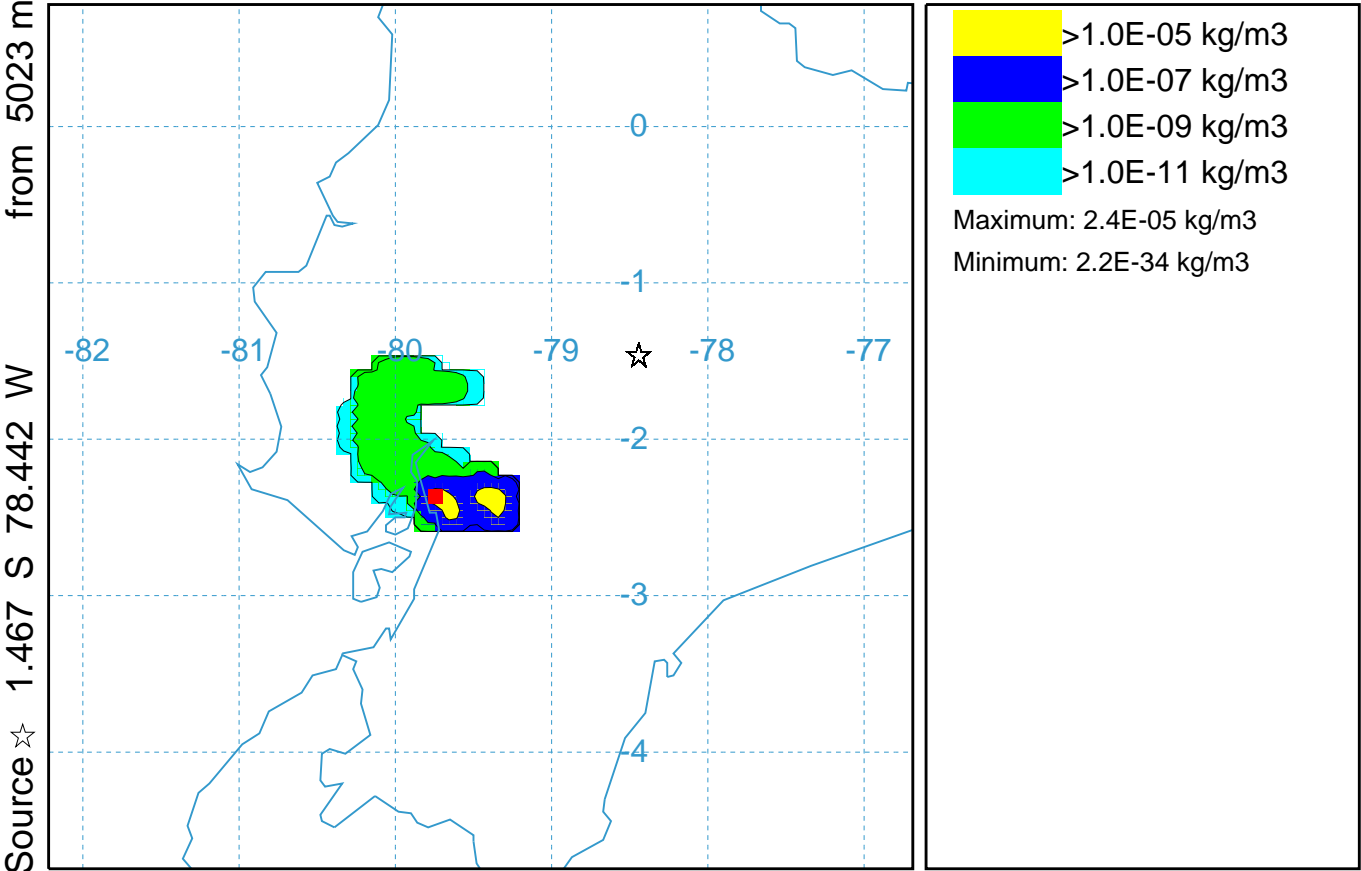 Source ☆ 1.467 S 78.442 W from 5023 m
0
-1
-82 -81 -80 -79 -78 -77
-2
-3
-4
>1.0E-05 kg/m3
>1.0E-07 kg/m3
>1.0E-09 kg/m3
>1.0E-11 kg/m3
Maximum: 2.4E-05 kg/m3
Minimum: 2.2E-34 kg/m3